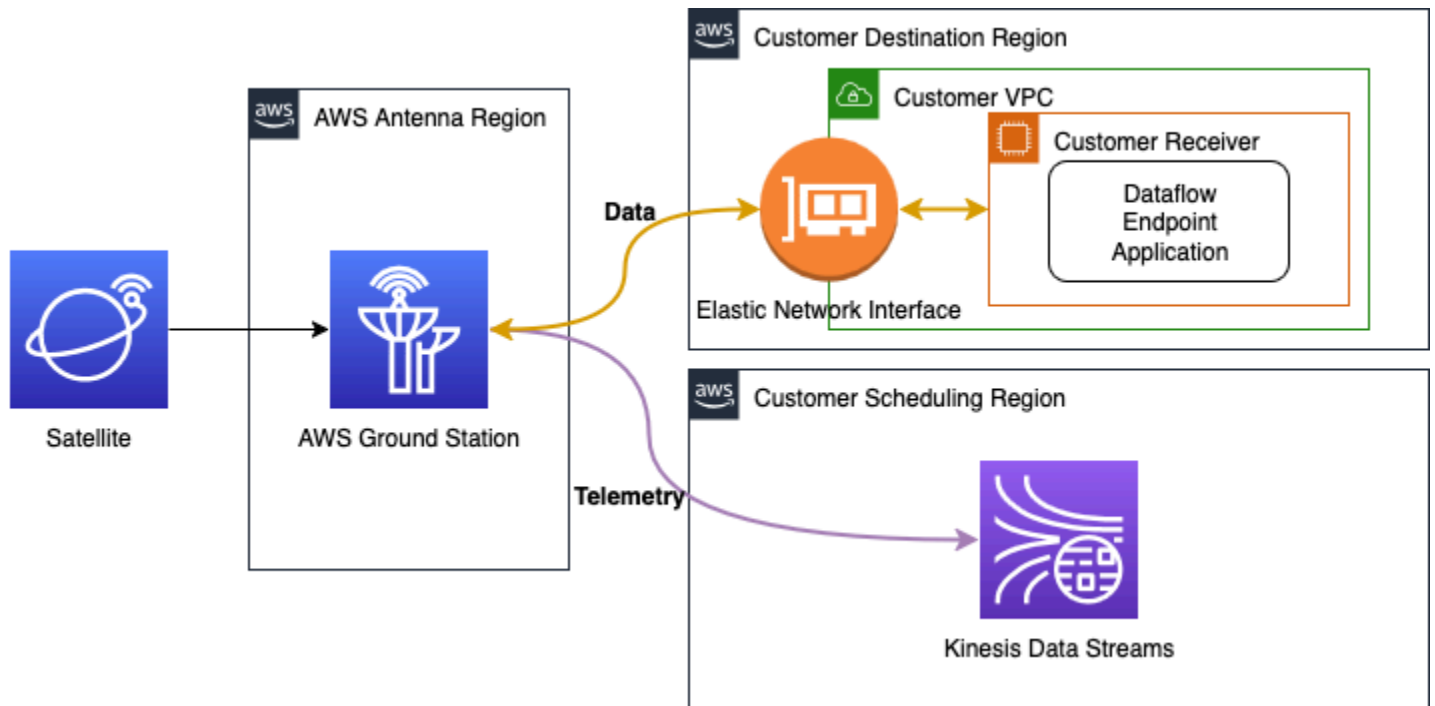 aws
Customer Destination Region
Customer VPC
aws
AWS Antenna Region
Customer Receiver
Dataflow
Endpoint
Application
Data
Elastic Network Interface
aws
Customer Scheduling Region
Satellite
AWS Ground Station
Telemetry
Kinesis Data Streams